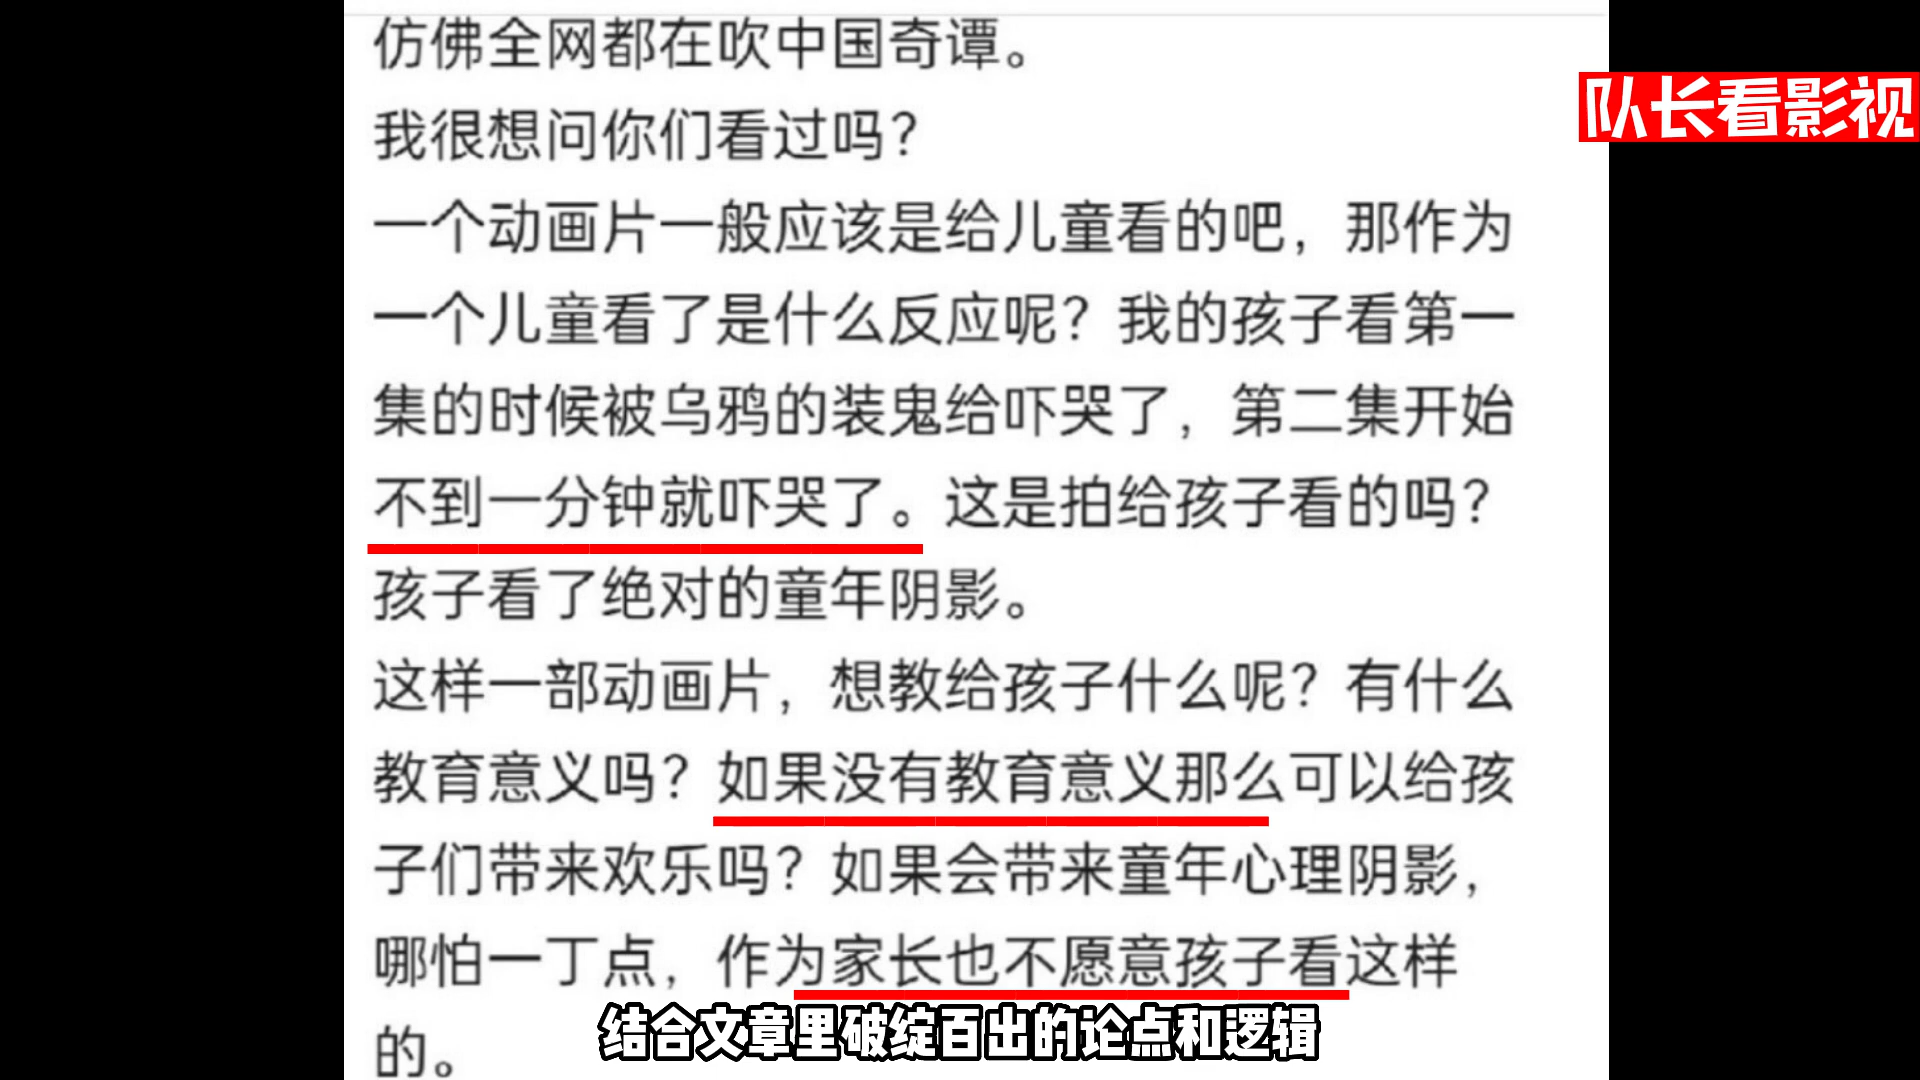 仿佛全网都在吹中国奇谭。
队长看影视
我很想问你们看过吗？
一个动画片一般应该是给儿童看的吧，那作为
一个儿童看了是什么反应呢？我的孩子看第一
集的时候被乌鸦的装鬼给吓哭了，第二集开始
不到一分钟就吓哭了。这是拍给孩子看的吗？
孩子看了绝对的童年阴影。
这样一部动画片，想教给孩子什么呢？有什么
教育意义吗？如果没有教育意义那么可以给孩
子们带来欢乐吗？如果会带来童年心理阴影，
哪怕一丁点，作为家长也不愿意孩子看这样
的。
结合文章里破绽百出的论点和逻辑